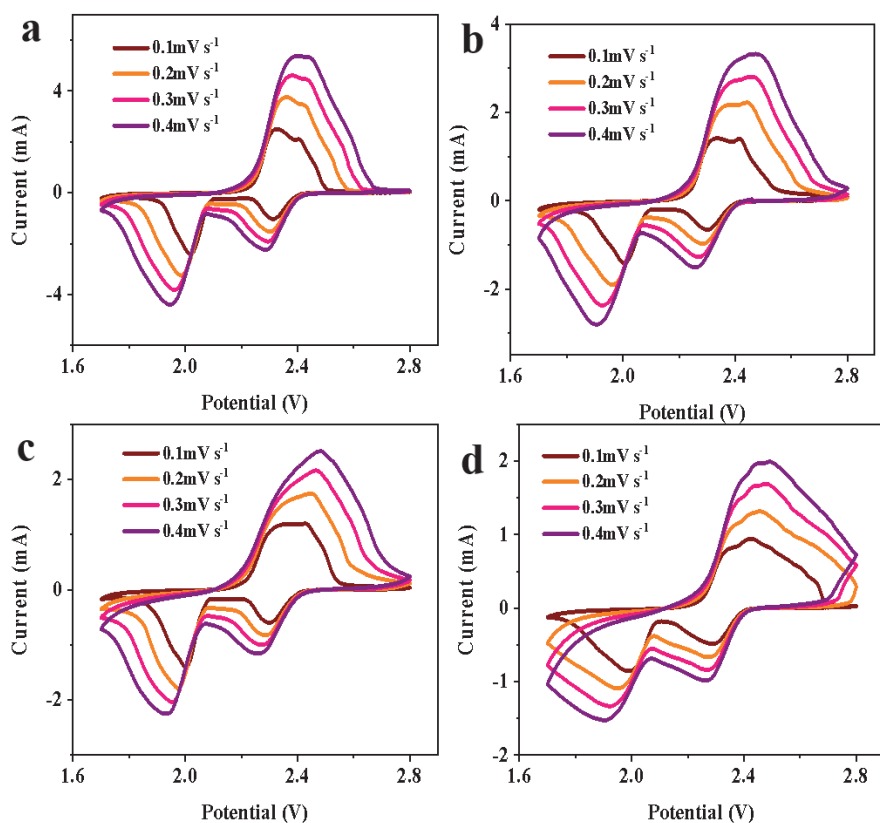 a
0.1mV s⁻¹
0.2mV s⁻¹
0.3mV s⁻¹
0.4mV s⁻¹
4
0
-4
Current (mA)
1.6 2.0 2.4 2.8
Potential (V)
b
0.1mV s⁻¹
0.2mV s⁻¹
0.3mV s⁻¹
0.4mV s⁻¹
4
2
0
-2
Current (mA)
1.6 2.0 2.4 2.8
Potential (V)
c
0.1mV s⁻¹
0.2mV s⁻¹
0.3mV s⁻¹
0.4mV s⁻¹
2
0
-2
Current (mA)
1.6 2.0 2.4 2.8
Potential (V)
d
0.1mV s⁻¹
0.2mV s⁻¹
0.3mV s⁻¹
0.4mV s⁻¹
2
1
0
-1
-2
Current (mA)
1.6 2.0 2.4 2.8
Potential (V)